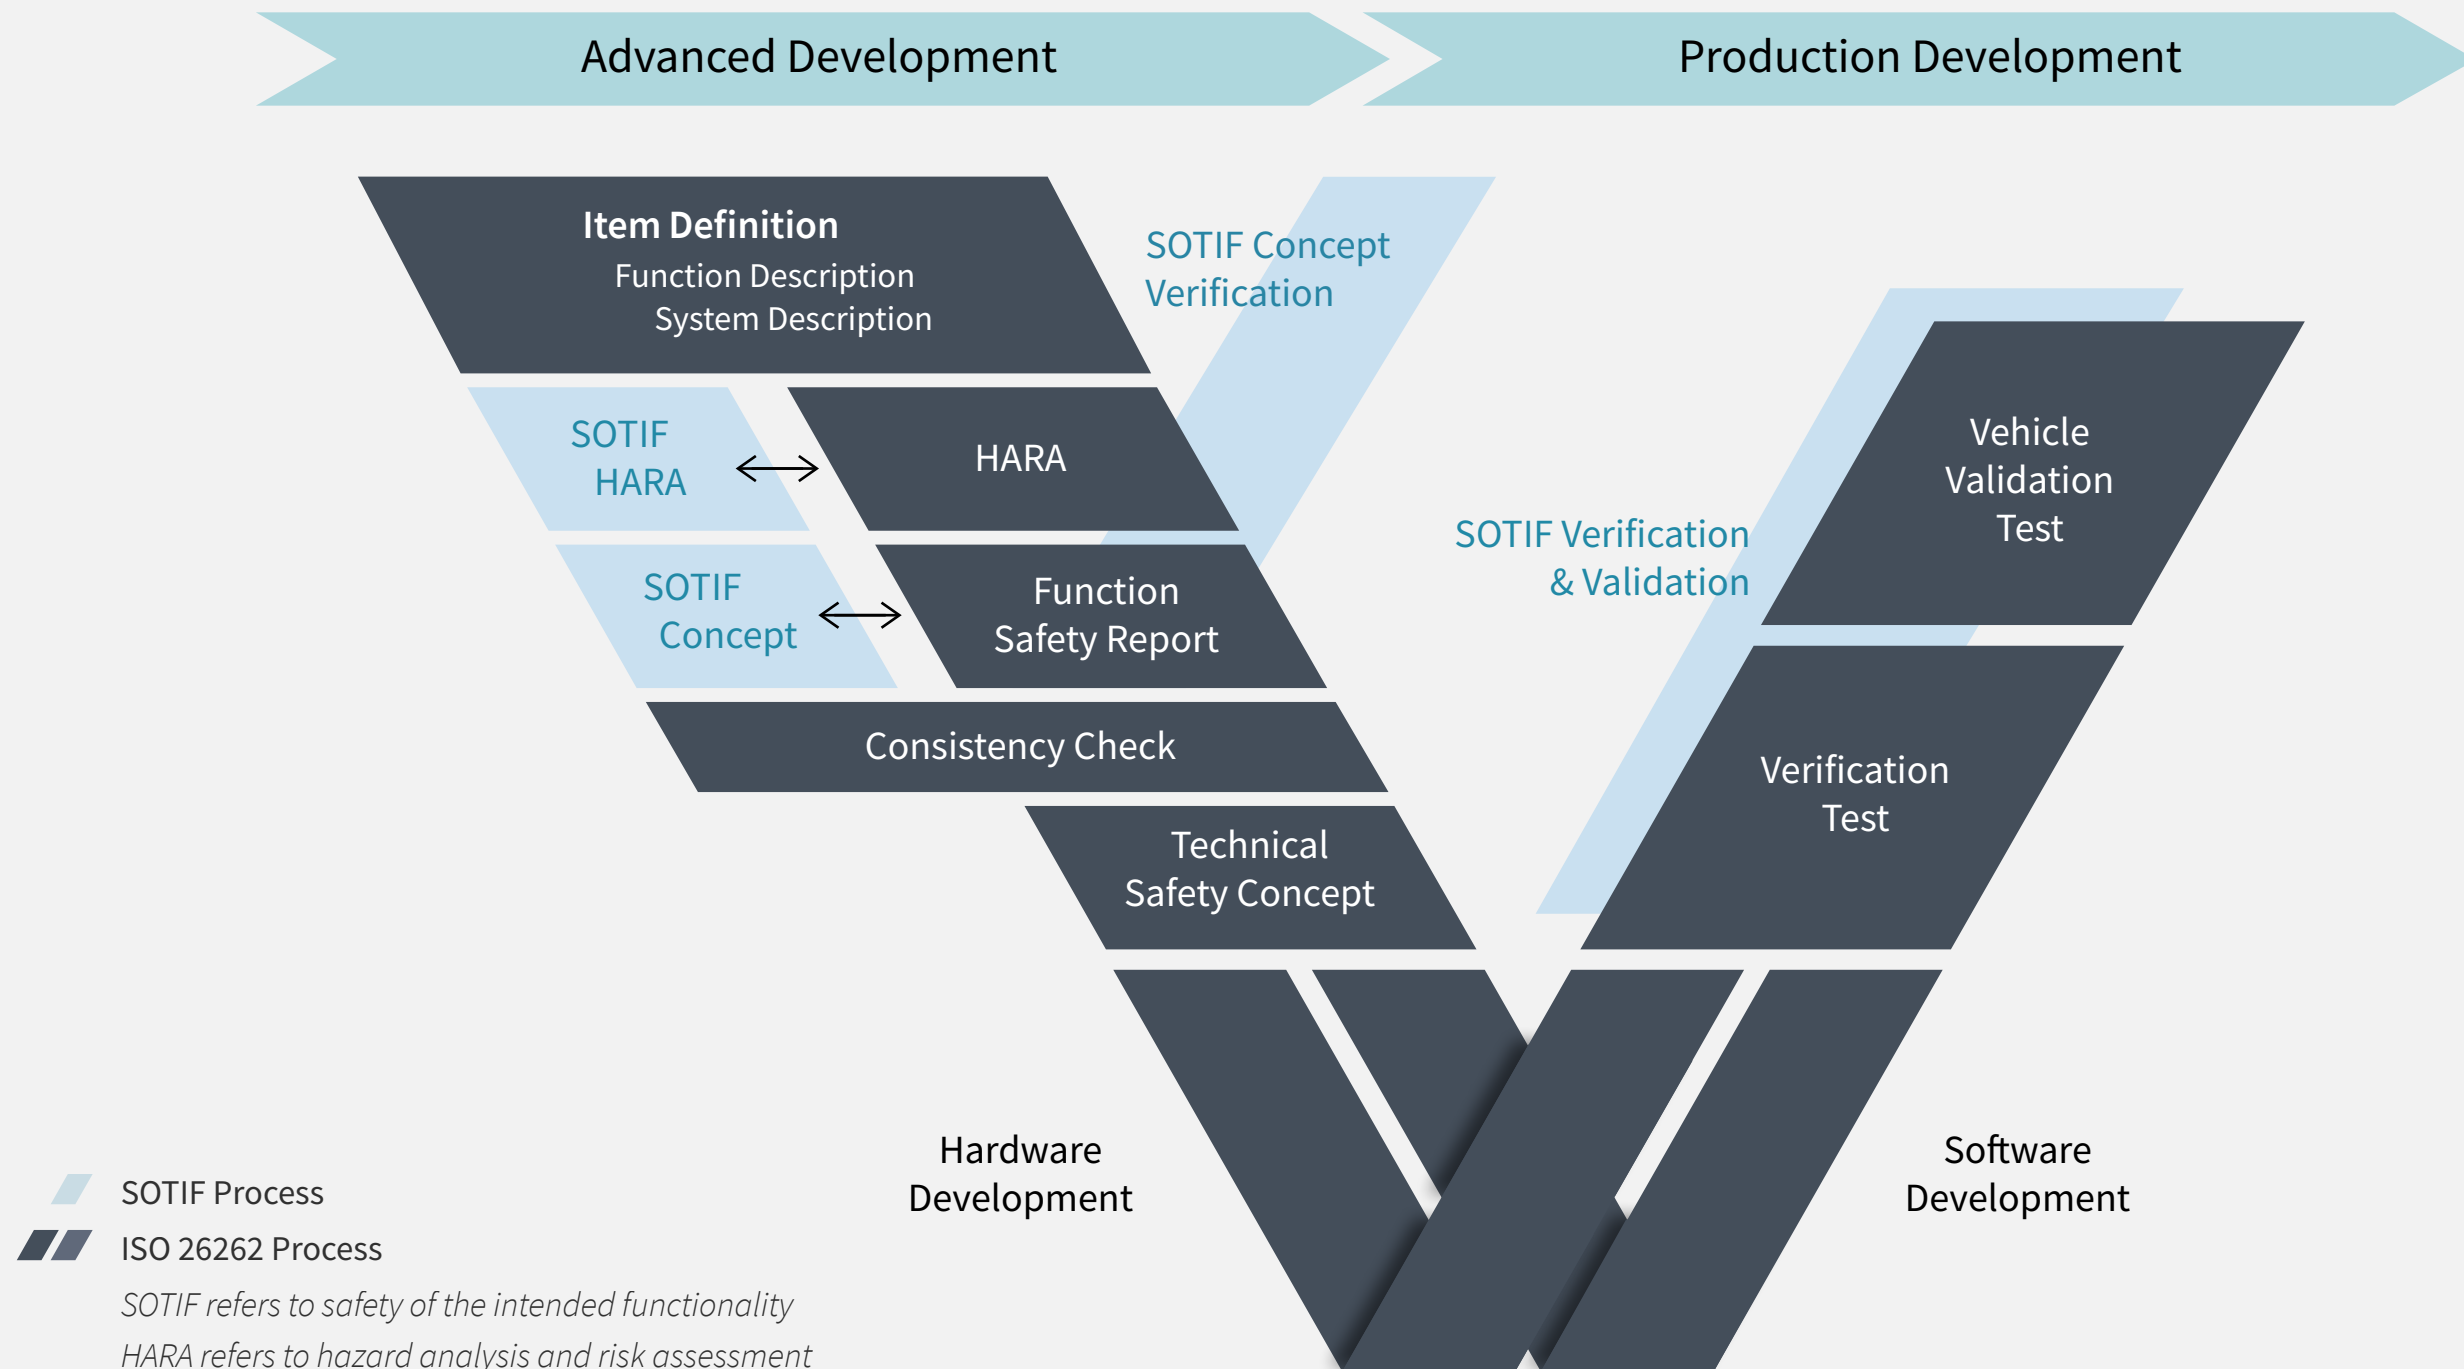 Advanced Development
Production Development
Item Definition
Function Description
System Description
SOTIF Concept
Verification
SOTIF
HARA
HARA
SOTIF
Concept
Function
Safety Report
Consistency Check
Technical
Safety Concept
SOTIF Verification
& Validation
Vehicle
Validation
Test
Verification
Test
Hardware
Development
Software
Development
SOTIF Process
ISO 26262 Process
SOTIF refers to safety of the intended functionality
HARA refers to hazard analysis and risk assessment